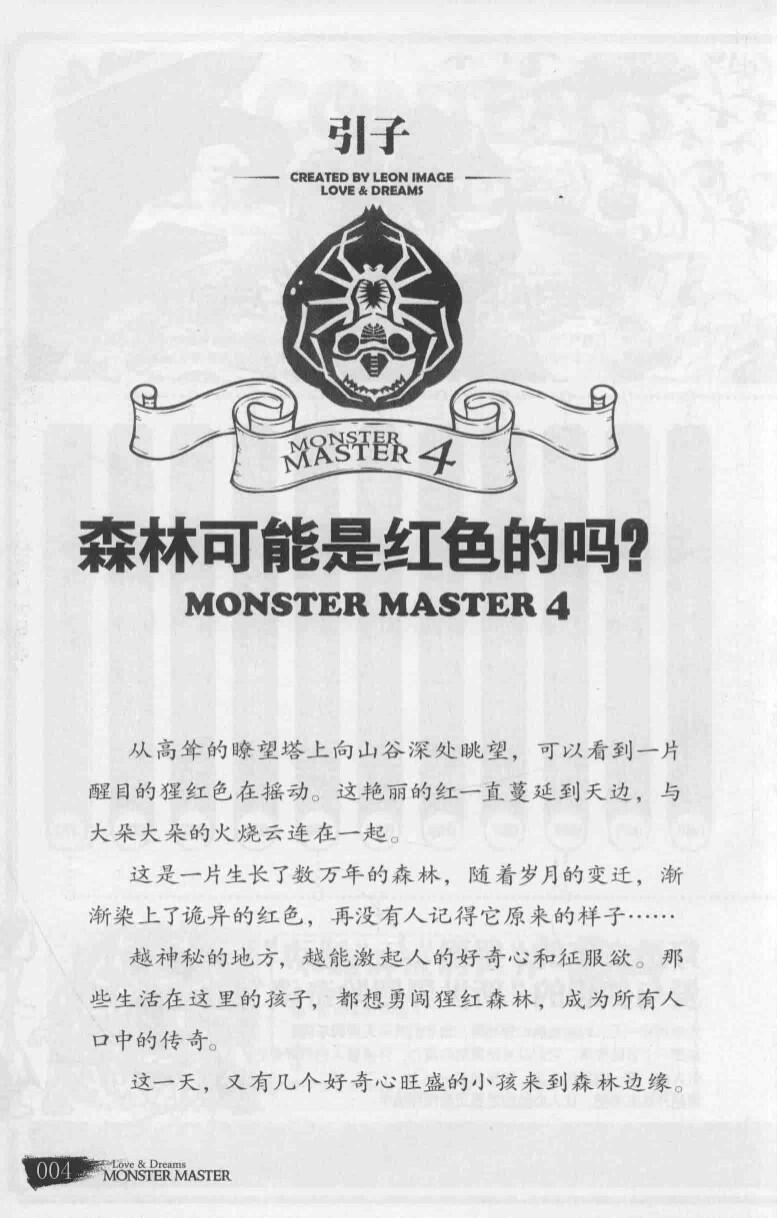 引子
CREATED BY LEON IMAGE
LOVE & DREAMS
MONSTER
MASTER 4
森林可能是红色的吗?
MONSTER MASTER 4
从高耸的瞭望塔上向山谷深处眺望，可以看到一片
醒目的猩红色在摇动。这艳丽的红一直蔓延到天边，与
大朵大朵的火烧云连在一起。
这是一片生长了数万年的森林，随着岁月的变迁，渐
渐染上了诡异的红色，再没有人记得它原来的样子……
越神秘的地方，越能激起人的好奇心和征服欲。那
些生活在这里的孩子，都想勇闯猩红森林，成为所有人
口中的传奇。
这一天，又有几个好奇心旺盛的小孩来到森林边缘。
004
Love & Dreams
MONSTER MASTER